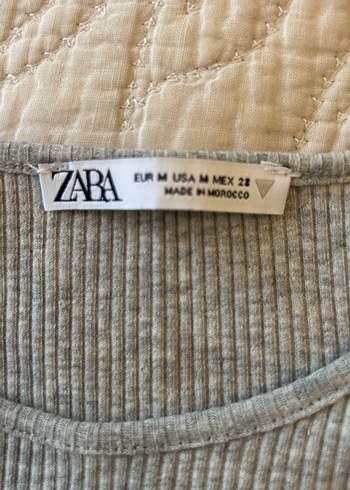 ZARA
EUR M USA M MEX 28
MADE IN MOROCCO